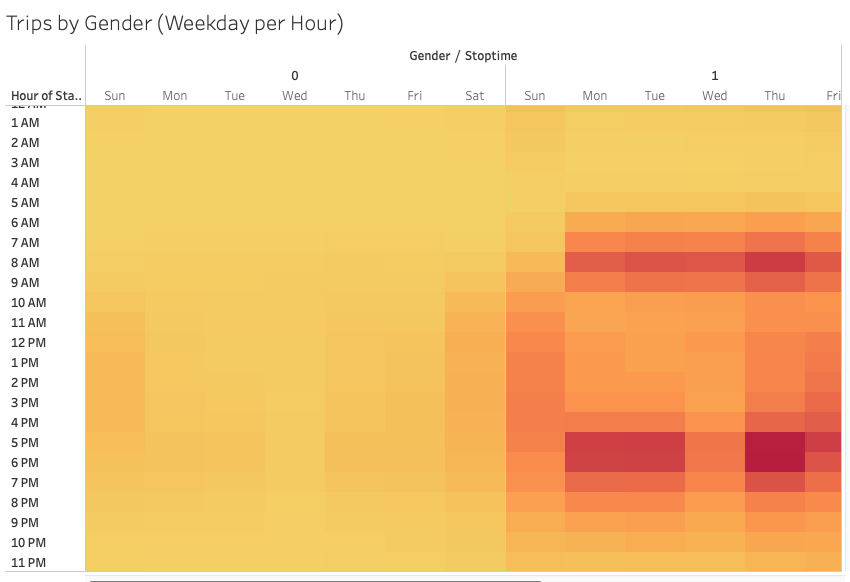 Trips by Gender (Weekday per Hour)
Gender / Stoptime
0 1
Hour of Sta.. Sun Mon Tue Wed Thu Fri Sat Sun Mon Tue Wed Thu Fri
12 AM
1 AM
2 AM
3 AM
4 AM
5 AM
6 AM
7 AM
8 AM
9 AM
10 AM
11 AM
12 PM
1 PM
2 PM
3 PM
4 PM
5 PM
6 PM
7 PM
8 PM
9 PM
10 PM
11 PM